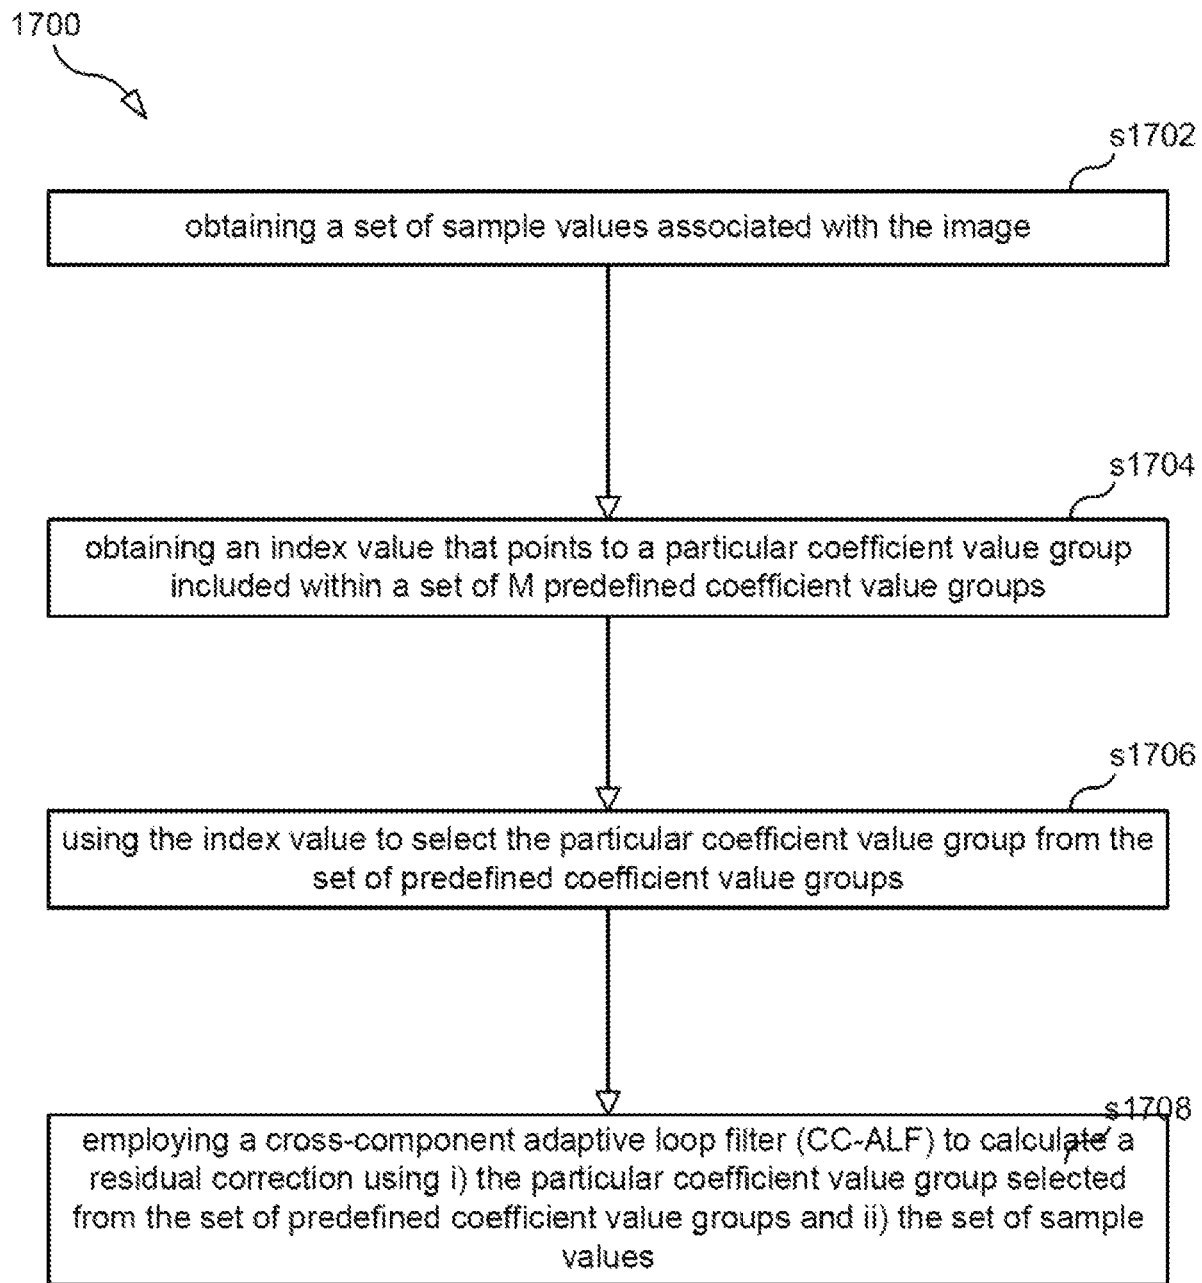 1700
s1702
obtaining a set of sample values associated with the image
s1704
obtaining an index value that points to a particular coefficient value group
included within a set of M predefined coefficient value groups
s1706
using the index value to select the particular coefficient value group from the
set of predefined coefficient value groups
s1708
employing a cross-component adaptive loop filter (CC-ALF) to calculate a
residual correction using i) the particular coefficient value group selected
from the set of predefined coefficient value groups and ii) the set of sample
values